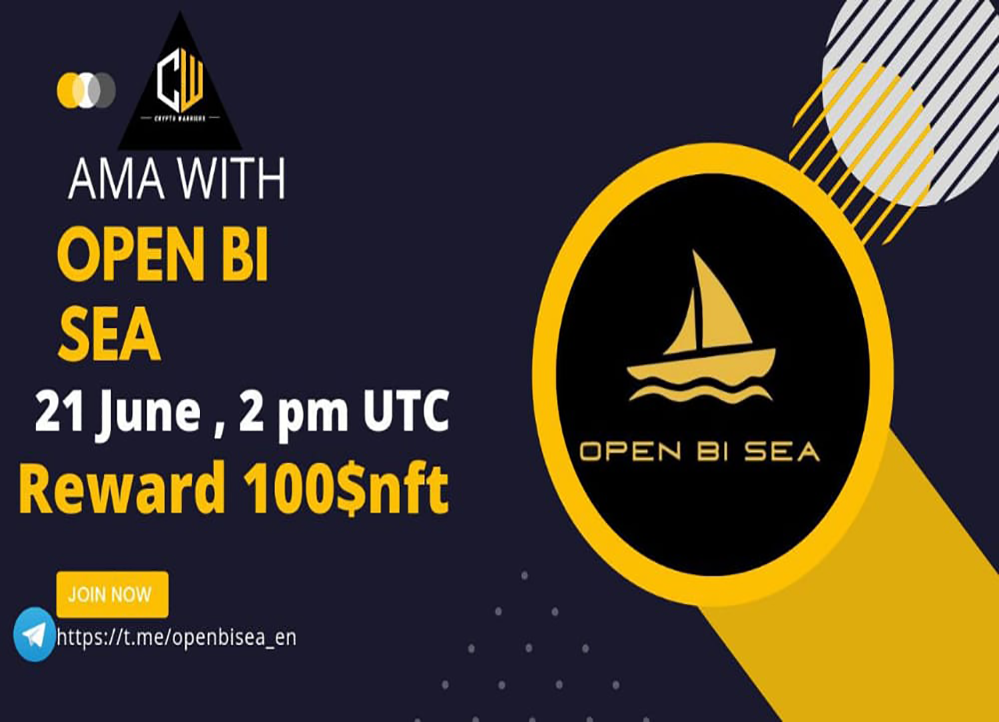 CW
CRYPTO WARRIORS
AMA WITH
OPEN BI
SEA
21 June , 2 pm UTC
Reward 100$nft
JOIN NOW
https://t.me/openbisea_en
OPEN BI SEA